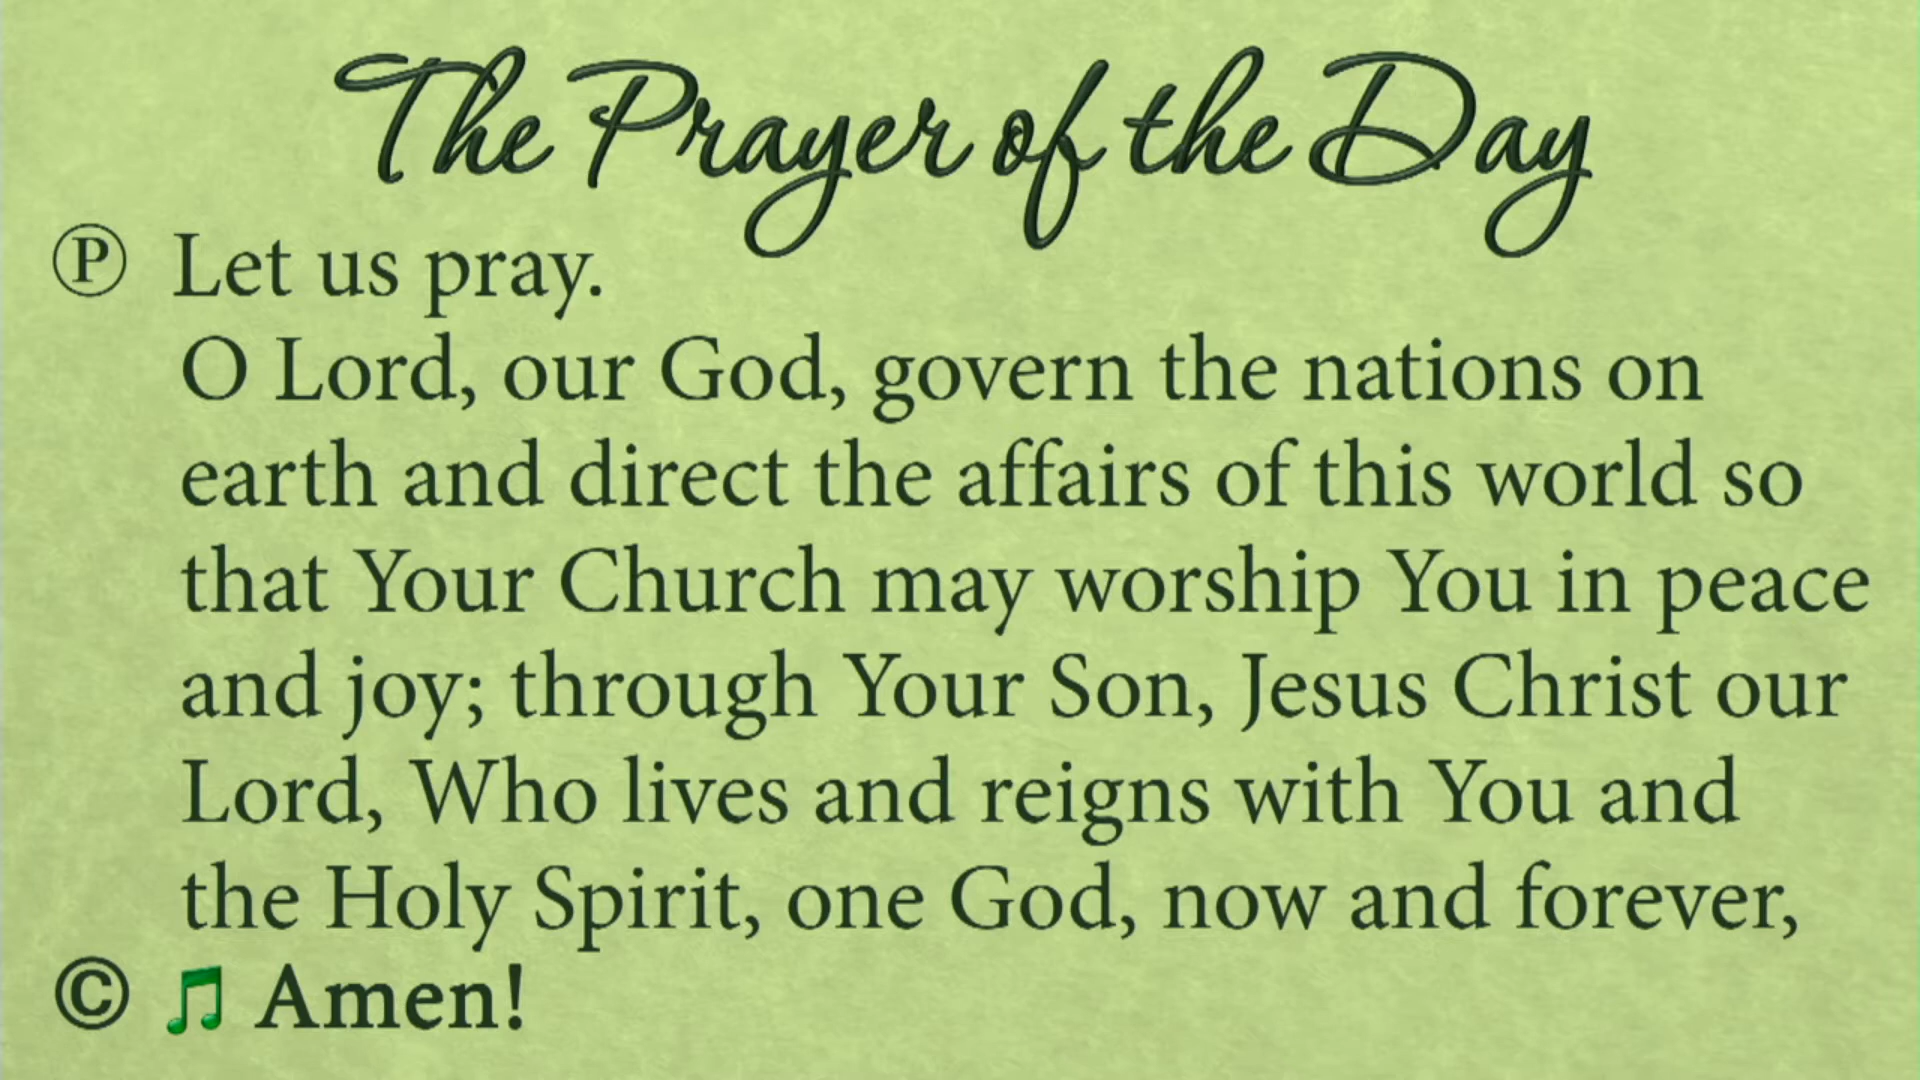 The Prayer of the Day
Ⓟ Let us pray.
O Lord, our God, govern the nations on
earth and direct the affairs of this world so
that Your Church may worship You in peace
and joy; through Your Son, Jesus Christ our
Lord, Who lives and reigns with You and
the Holy Spirit, one God, now and forever,
© 🎵 Amen!